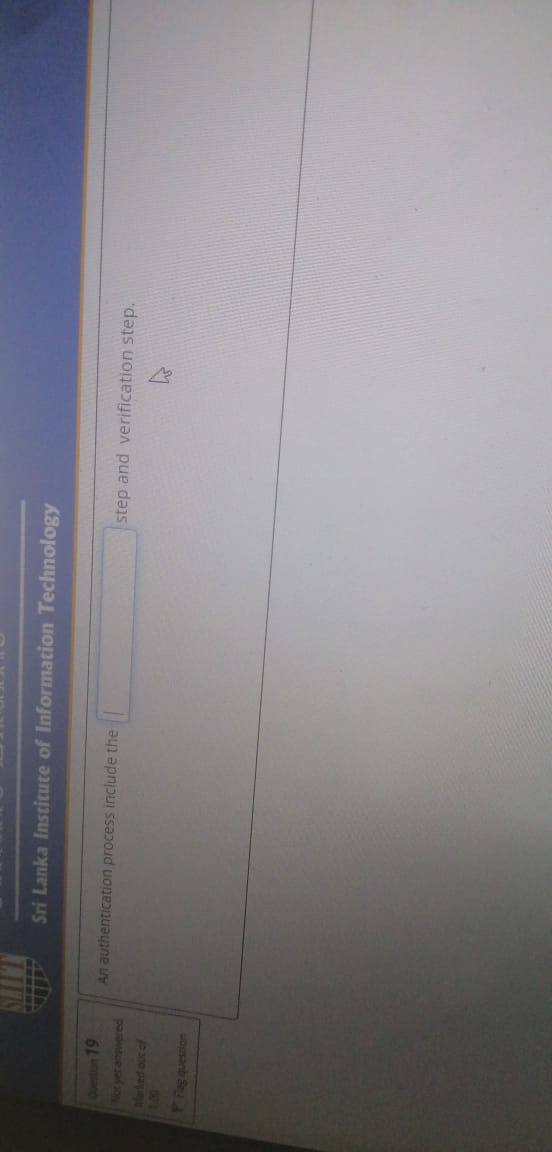 SLIIT
Sri Lanka Institute of Information Technology
Question 19
Not yet answered
Marked out of
1.00
Flag question
An authentication process include the step and verification step.